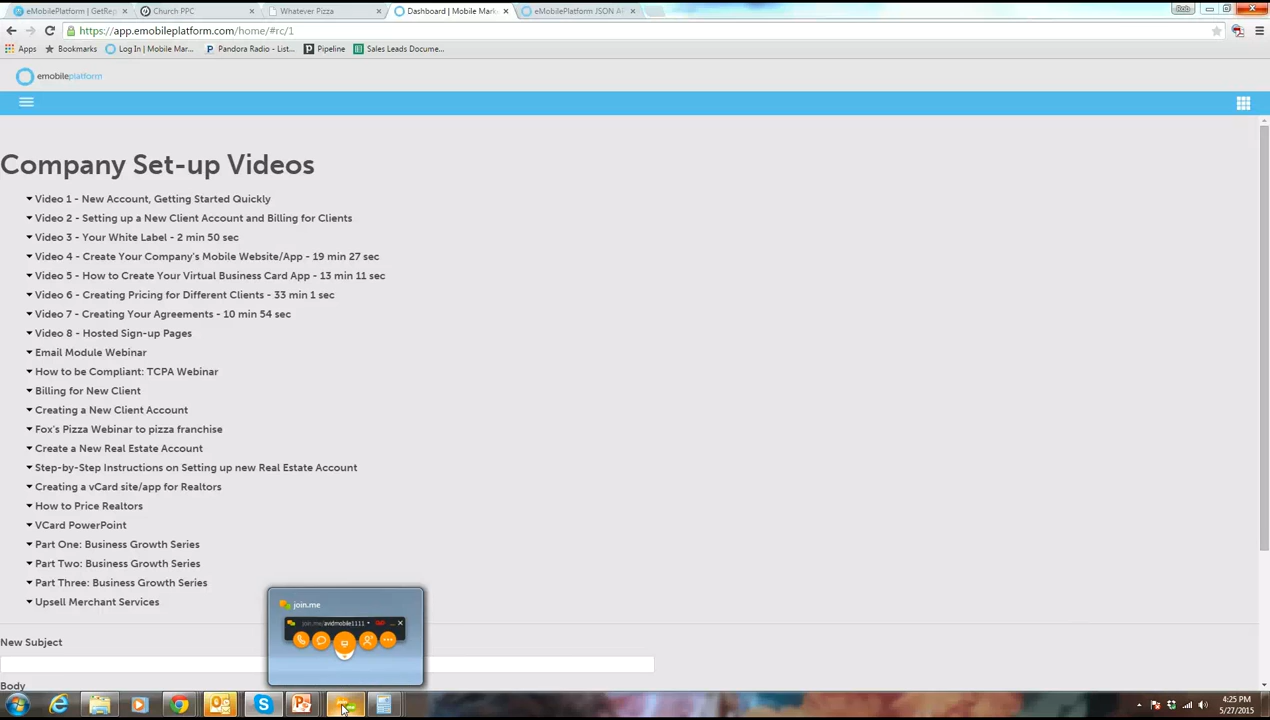 eMobilePlatform | GetRep
Church PPC
Whatever Pizza
Dashboard | Mobile Mark
eMobilePlatform JSON A
Rob
https://app.emobileplatform.com/home/#rc/1
Apps
Bookmarks
Log In | Mobile Mar...
Pandora Radio - List...
Pipeline
Sales Leads Docume...
emobileplatform
Company Set-up Videos
Video 1 - New Account, Getting Started Quickly
Video 2 - Setting up a New Client Account and Billing for Clients
Video 3 - Your White Label - 2 min 50 sec
Video 4 - Create Your Company's Mobile Website/App - 19 min 27 sec
Video 5 - How to Create Your Virtual Business Card App - 13 min 11 sec
Video 6 - Creating Pricing for Different Clients - 33 min 1 sec
Video 7 - Creating Your Agreements - 10 min 54 sec
Video 8 - Hosted Sign-up Pages
Email Module Webinar
How to be Compliant: TCPA Webinar
Billing for New Client
Creating a New Client Account
Fox's Pizza Webinar to pizza franchise
Create a New Real Estate Account
Step-by-Step Instructions on Setting up new Real Estate Account
Creating a vCard site/app for Realtors
How to Price Realtors
VCard PowerPoint
Part One: Business Growth Series
Part Two: Business Growth Series
Part Three: Business Growth Series
Upsell Merchant Services
join.me
join.me/avidmobile1111
New Subject
Body
4:25 PM
5/27/2015